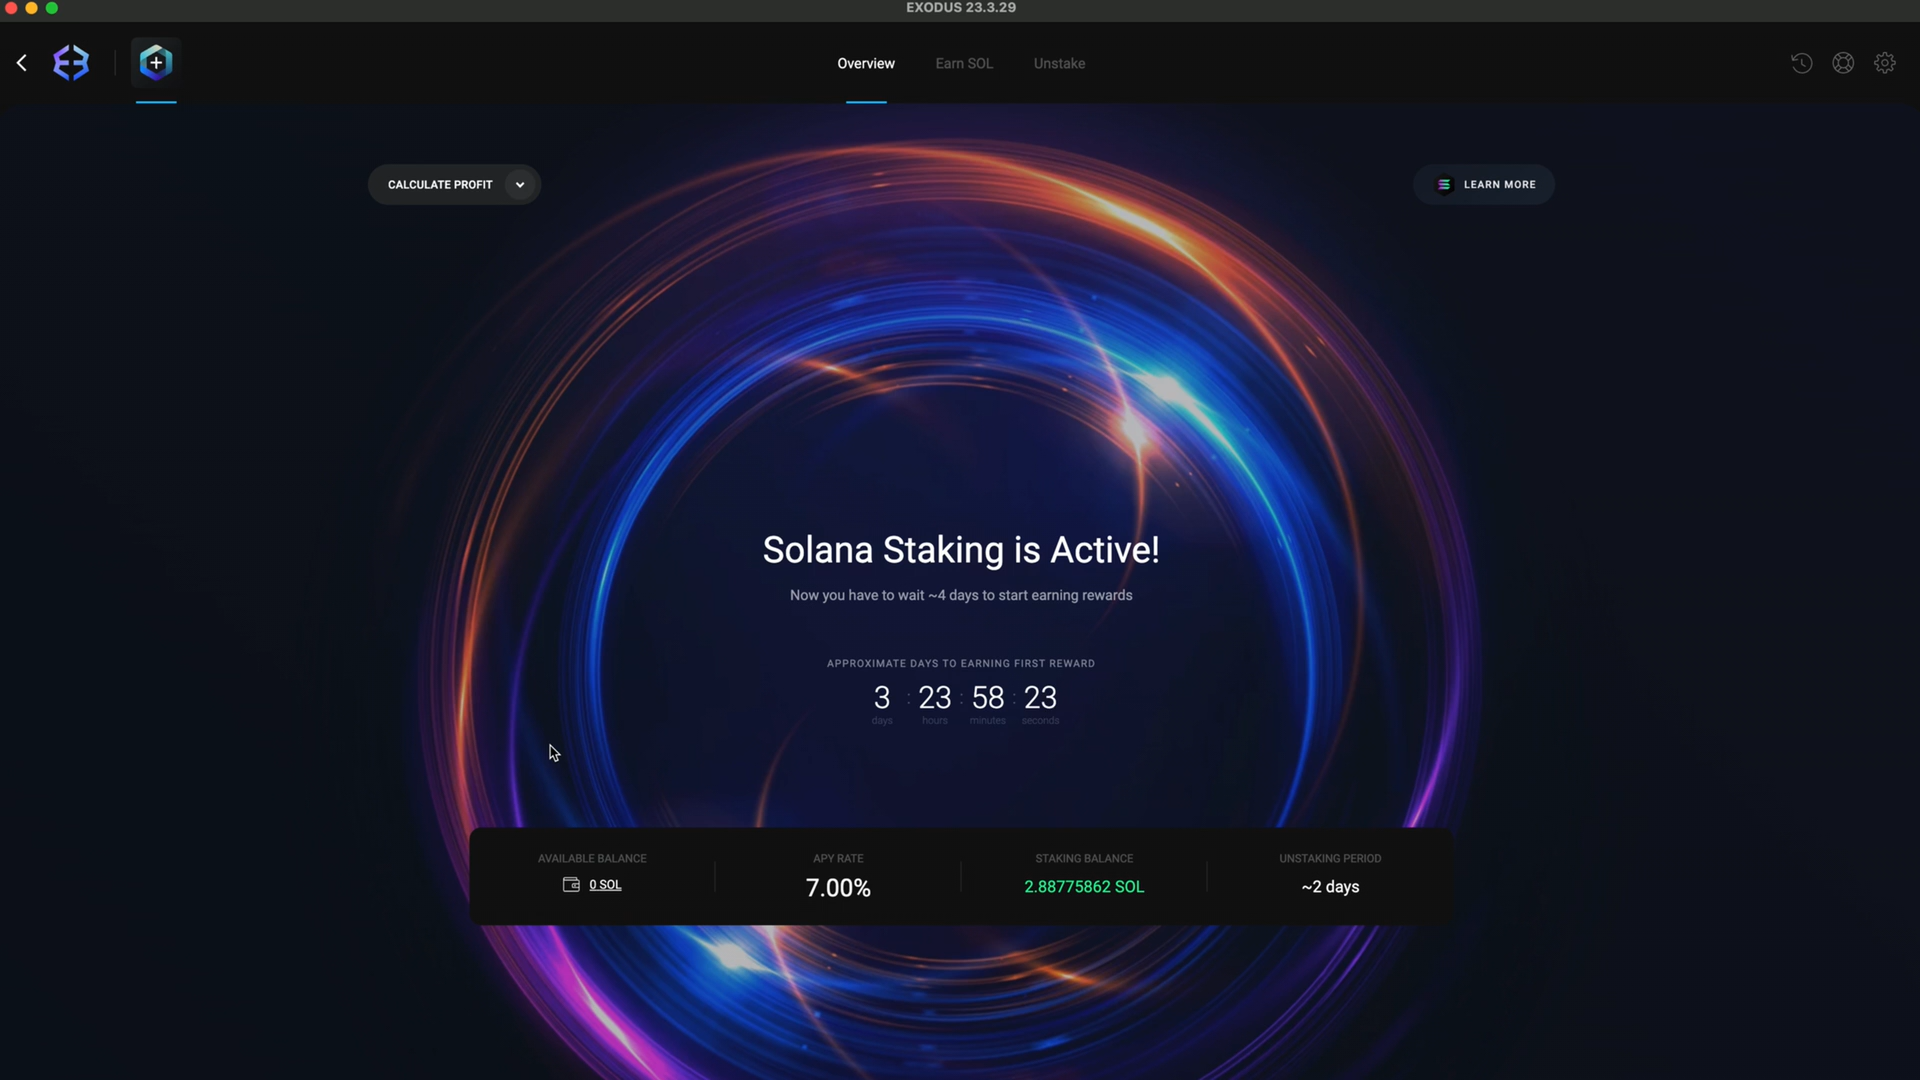 EXODUS 23.3.29
Overview
Earn SOL
Unstake
CALCULATE PROFIT
LEARN MORE
Solana Staking is Active!
Now you have to wait ~4 days to start earning rewards
APPROXIMATE DAYS TO EARNING FIRST REWARD
3 : 23 : 58 : 23
days hours minutes seconds
AVAILABLE BALANCE
0 SOL
APY RATE
7.00%
STAKING BALANCE
2.88775862 SOL
UNSTAKING PERIOD
~2 days